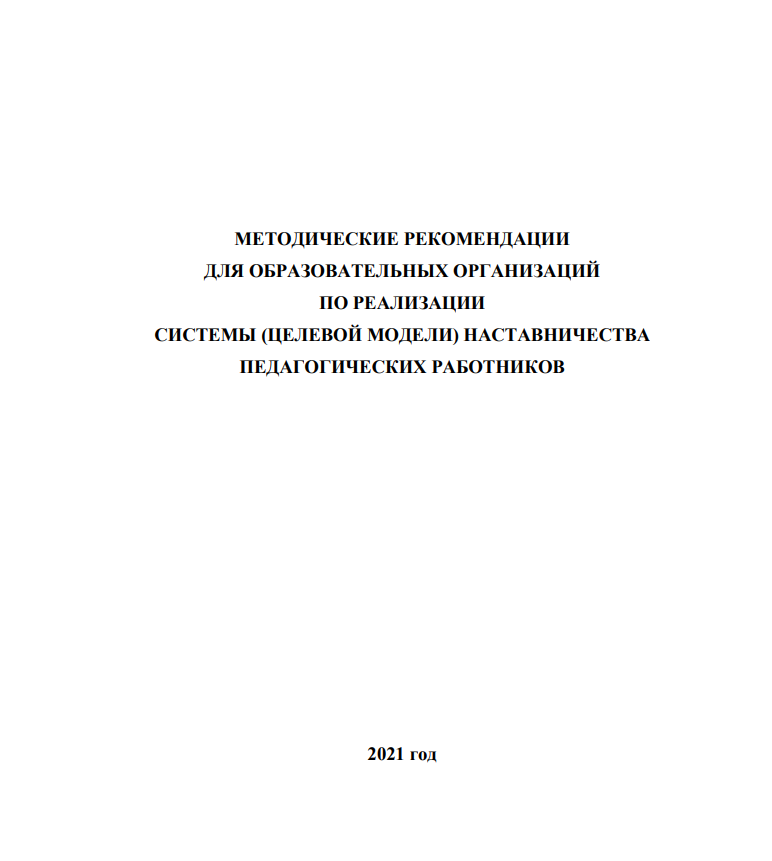 МЕТОДИЧЕСКИЕ РЕКОМЕНДАЦИИ
ДЛЯ ОБРАЗОВАТЕЛЬНЫХ ОРГАНИЗАЦИЙ
ПО РЕАЛИЗАЦИИ
СИСТЕМЫ (ЦЕЛЕВОЙ МОДЕЛИ) НАСТАВНИЧЕСТВА
ПЕДАГОГИЧЕСКИХ РАБОТНИКОВ
2021 год